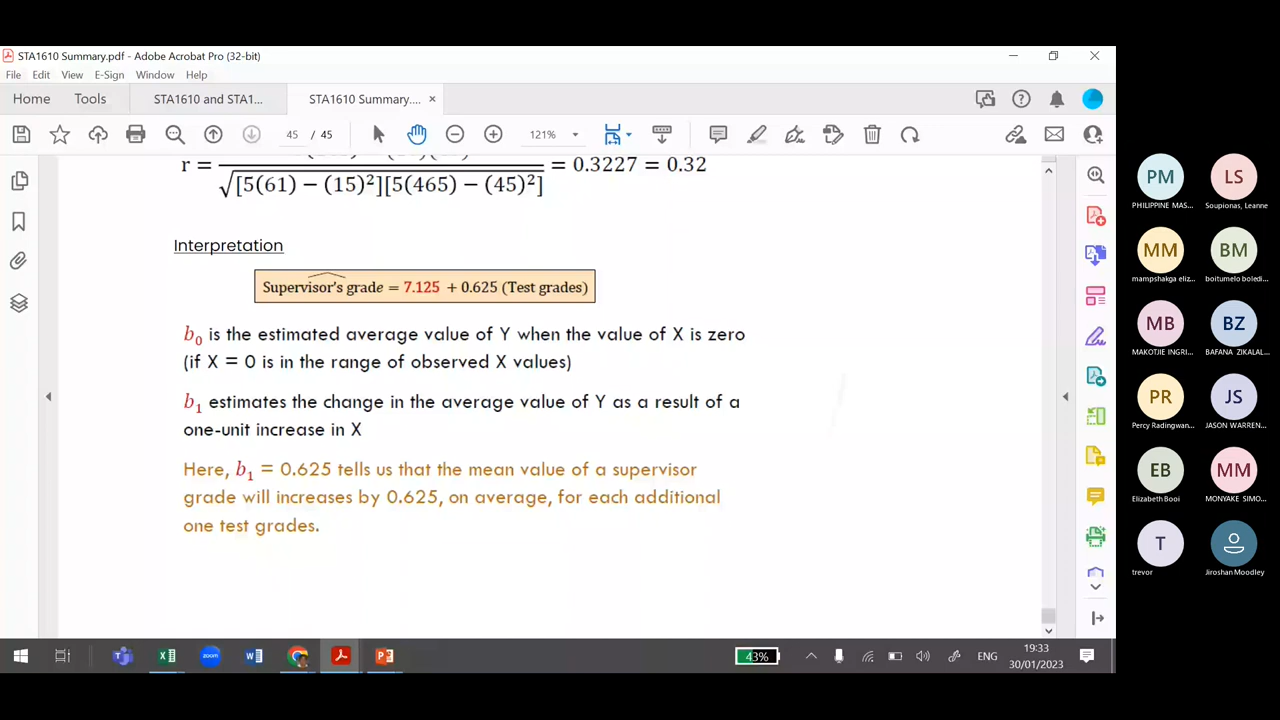 STA1610 Summary.pdf - Adobe Acrobat Pro (32-bit)
File Edit View E-Sign Window Help
Home Tools STA1610 and STA1... STA1610 Summary.... ×
45 / 45 121%
r = = 0.3227 = 0.32
√[5(61) − (15)²][5(465) − (45)²]
Interpretation
Supervisor's grade = 7.125 + 0.625 (Test grades)
b₀ is the estimated average value of Y when the value of X is zero
(if X = 0 is in the range of observed X values)
b₁ estimates the change in the average value of Y as a result of a
one-unit increase in X
Here, b₁ = 0.625 tells us that the mean value of a supervisor
grade will increases by 0.625, on average, for each additional
one test grades.
PM LS
PHILIPPINE MAS... Soupionas, Leanne
MM BM
mampshakga eliz... boitumelo boledi...
MB BZ
MAKOTJIE INGRI... BAFANA ZIKALAL...
PR JS
Percy Radingwan... JASON WARREN...
EB MM
Elizabeth Booi MONYAKE SIMO...
T
trevor Jiroshan Moodley
zoom 43% ENG 19:33
30/01/2023